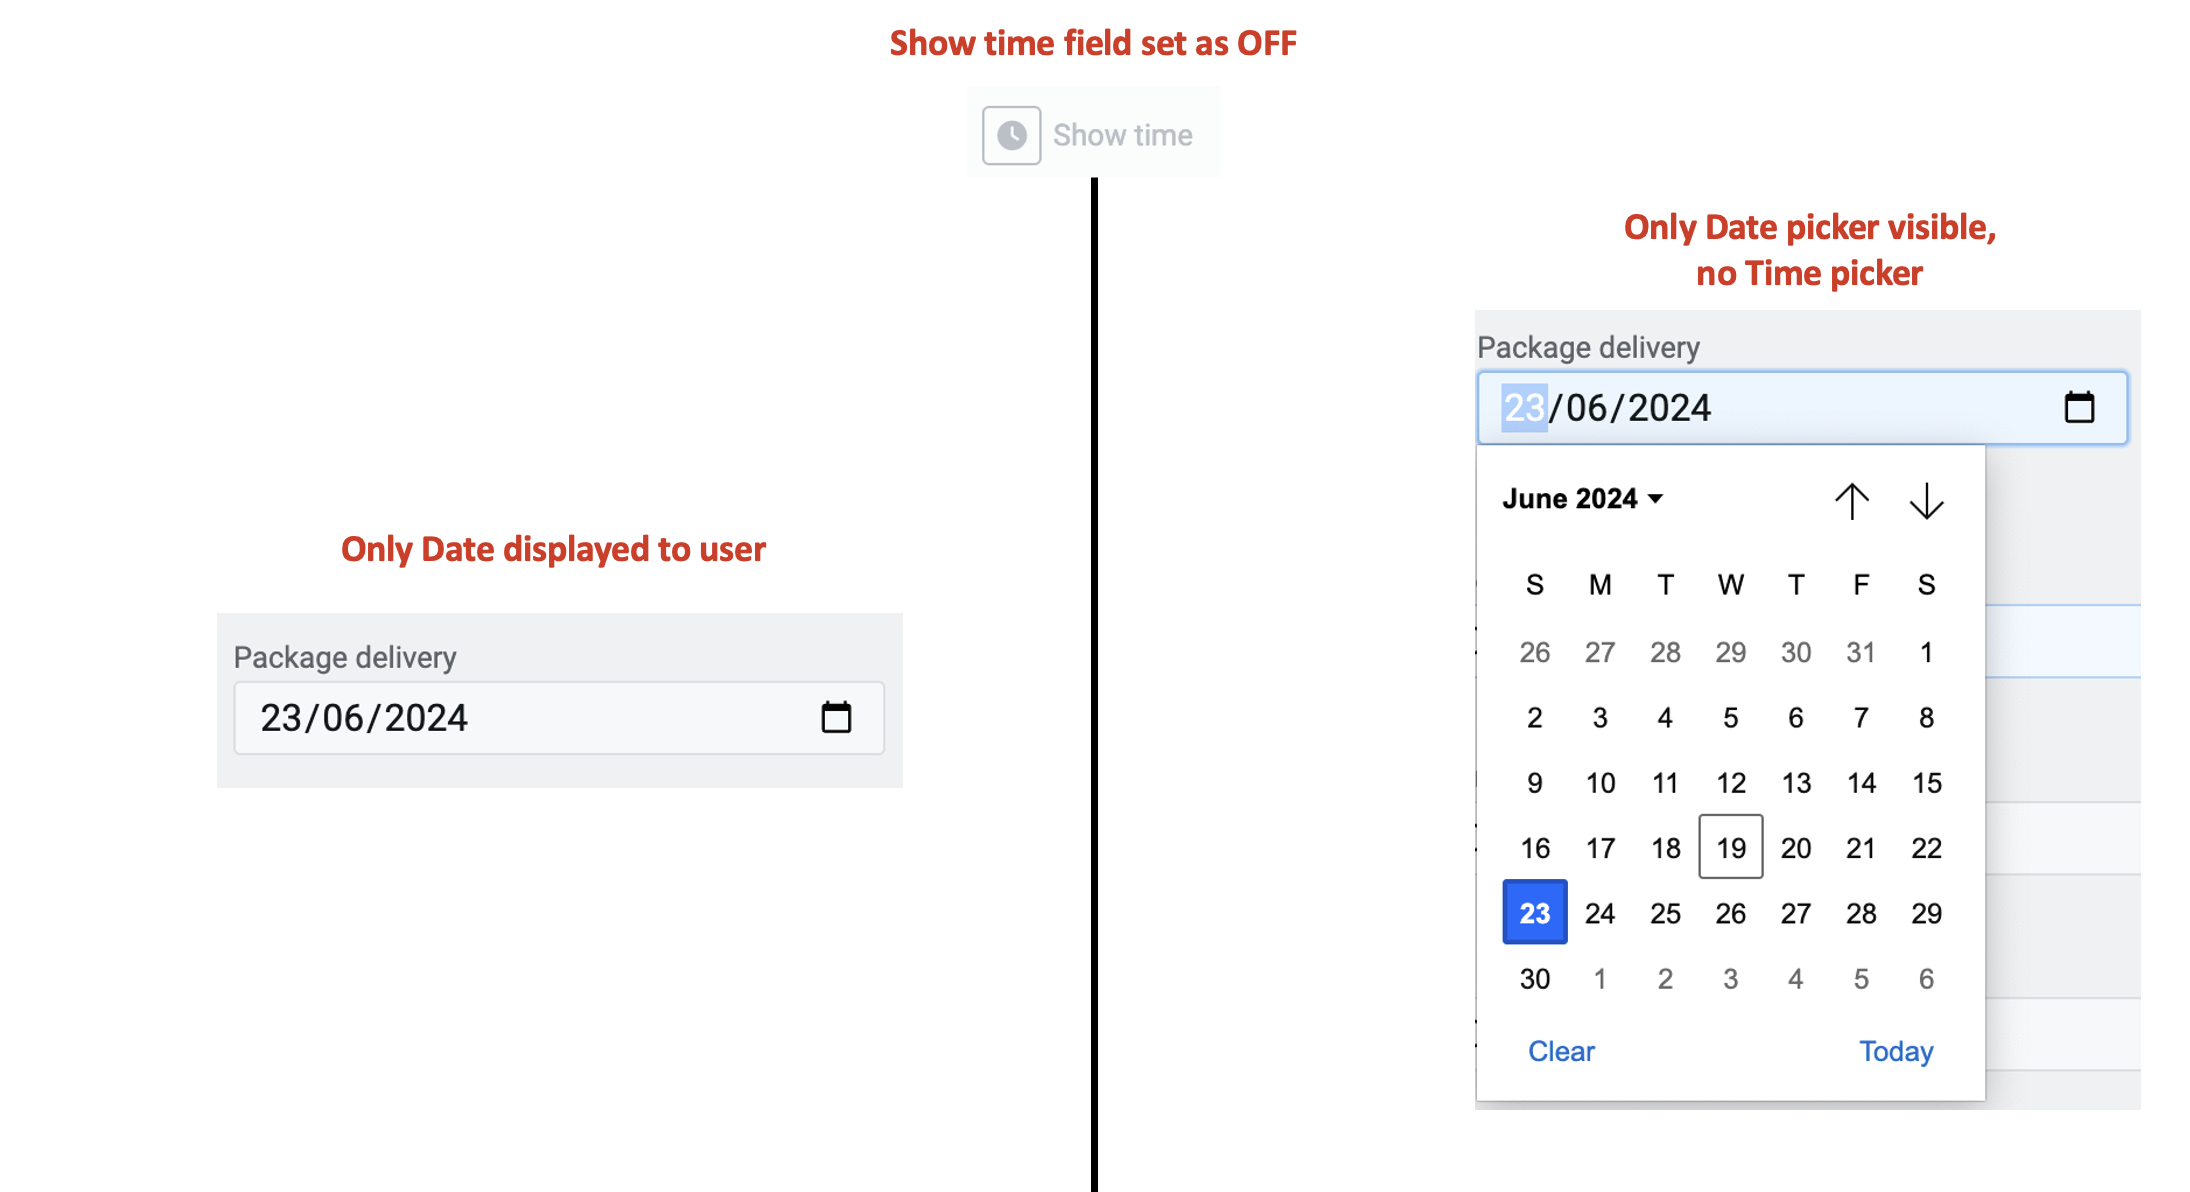 Show time field set as OFF
Show time
Only Date displayed to user
Package delivery
23/06/2024
Only Date picker visible,
no Time picker
Package delivery
23/06/2024
June 2024
S M T W T F S
26 27 28 29 30 31 1
2 3 4 5 6 7 8
9 10 11 12 13 14 15
16 17 18 19 20 21 22
23 24 25 26 27 28 29
30 1 2 3 4 5 6
Clear Today